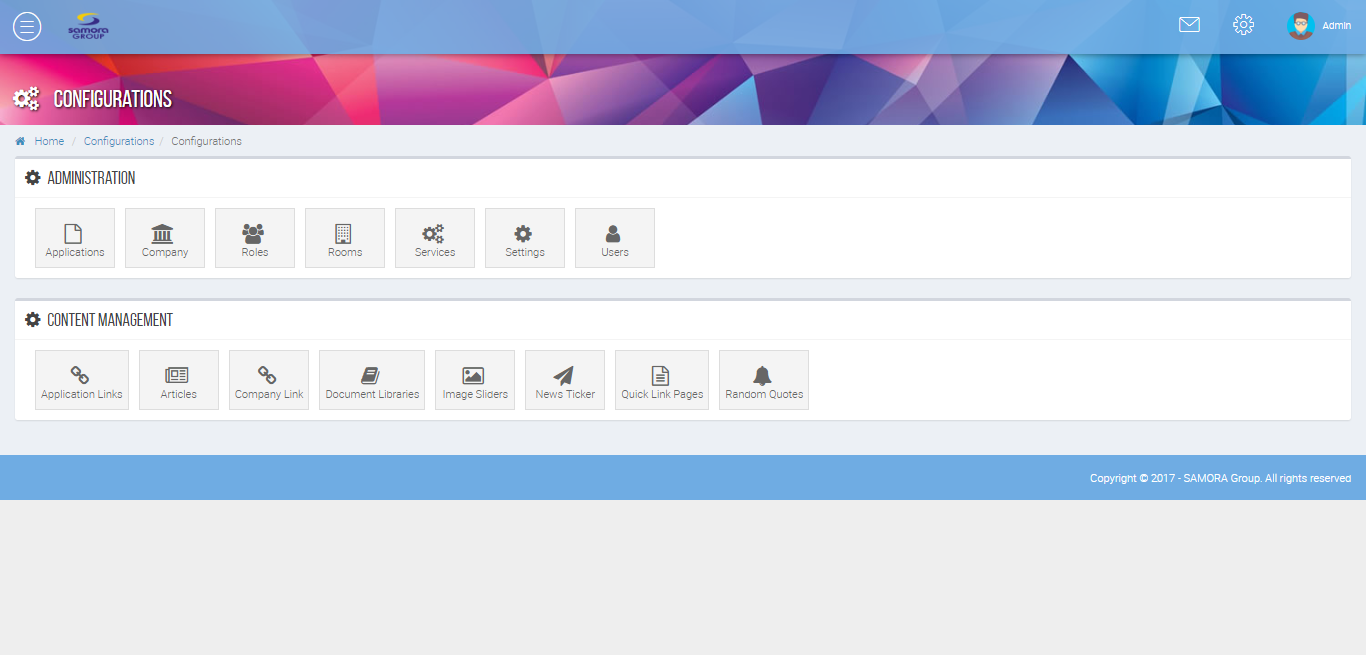 samora
GROUP
Admin
CONFIGURATIONS
Home / Configurations / Configurations
ADMINISTRATION
Applications Company Roles Rooms Services Settings Users
CONTENT MANAGEMENT
Application Links Articles Company Link Document Libraries Image Sliders News Ticker Quick Link Pages Random Quotes
Copyright © 2017 - SAMORA Group. All rights reserved